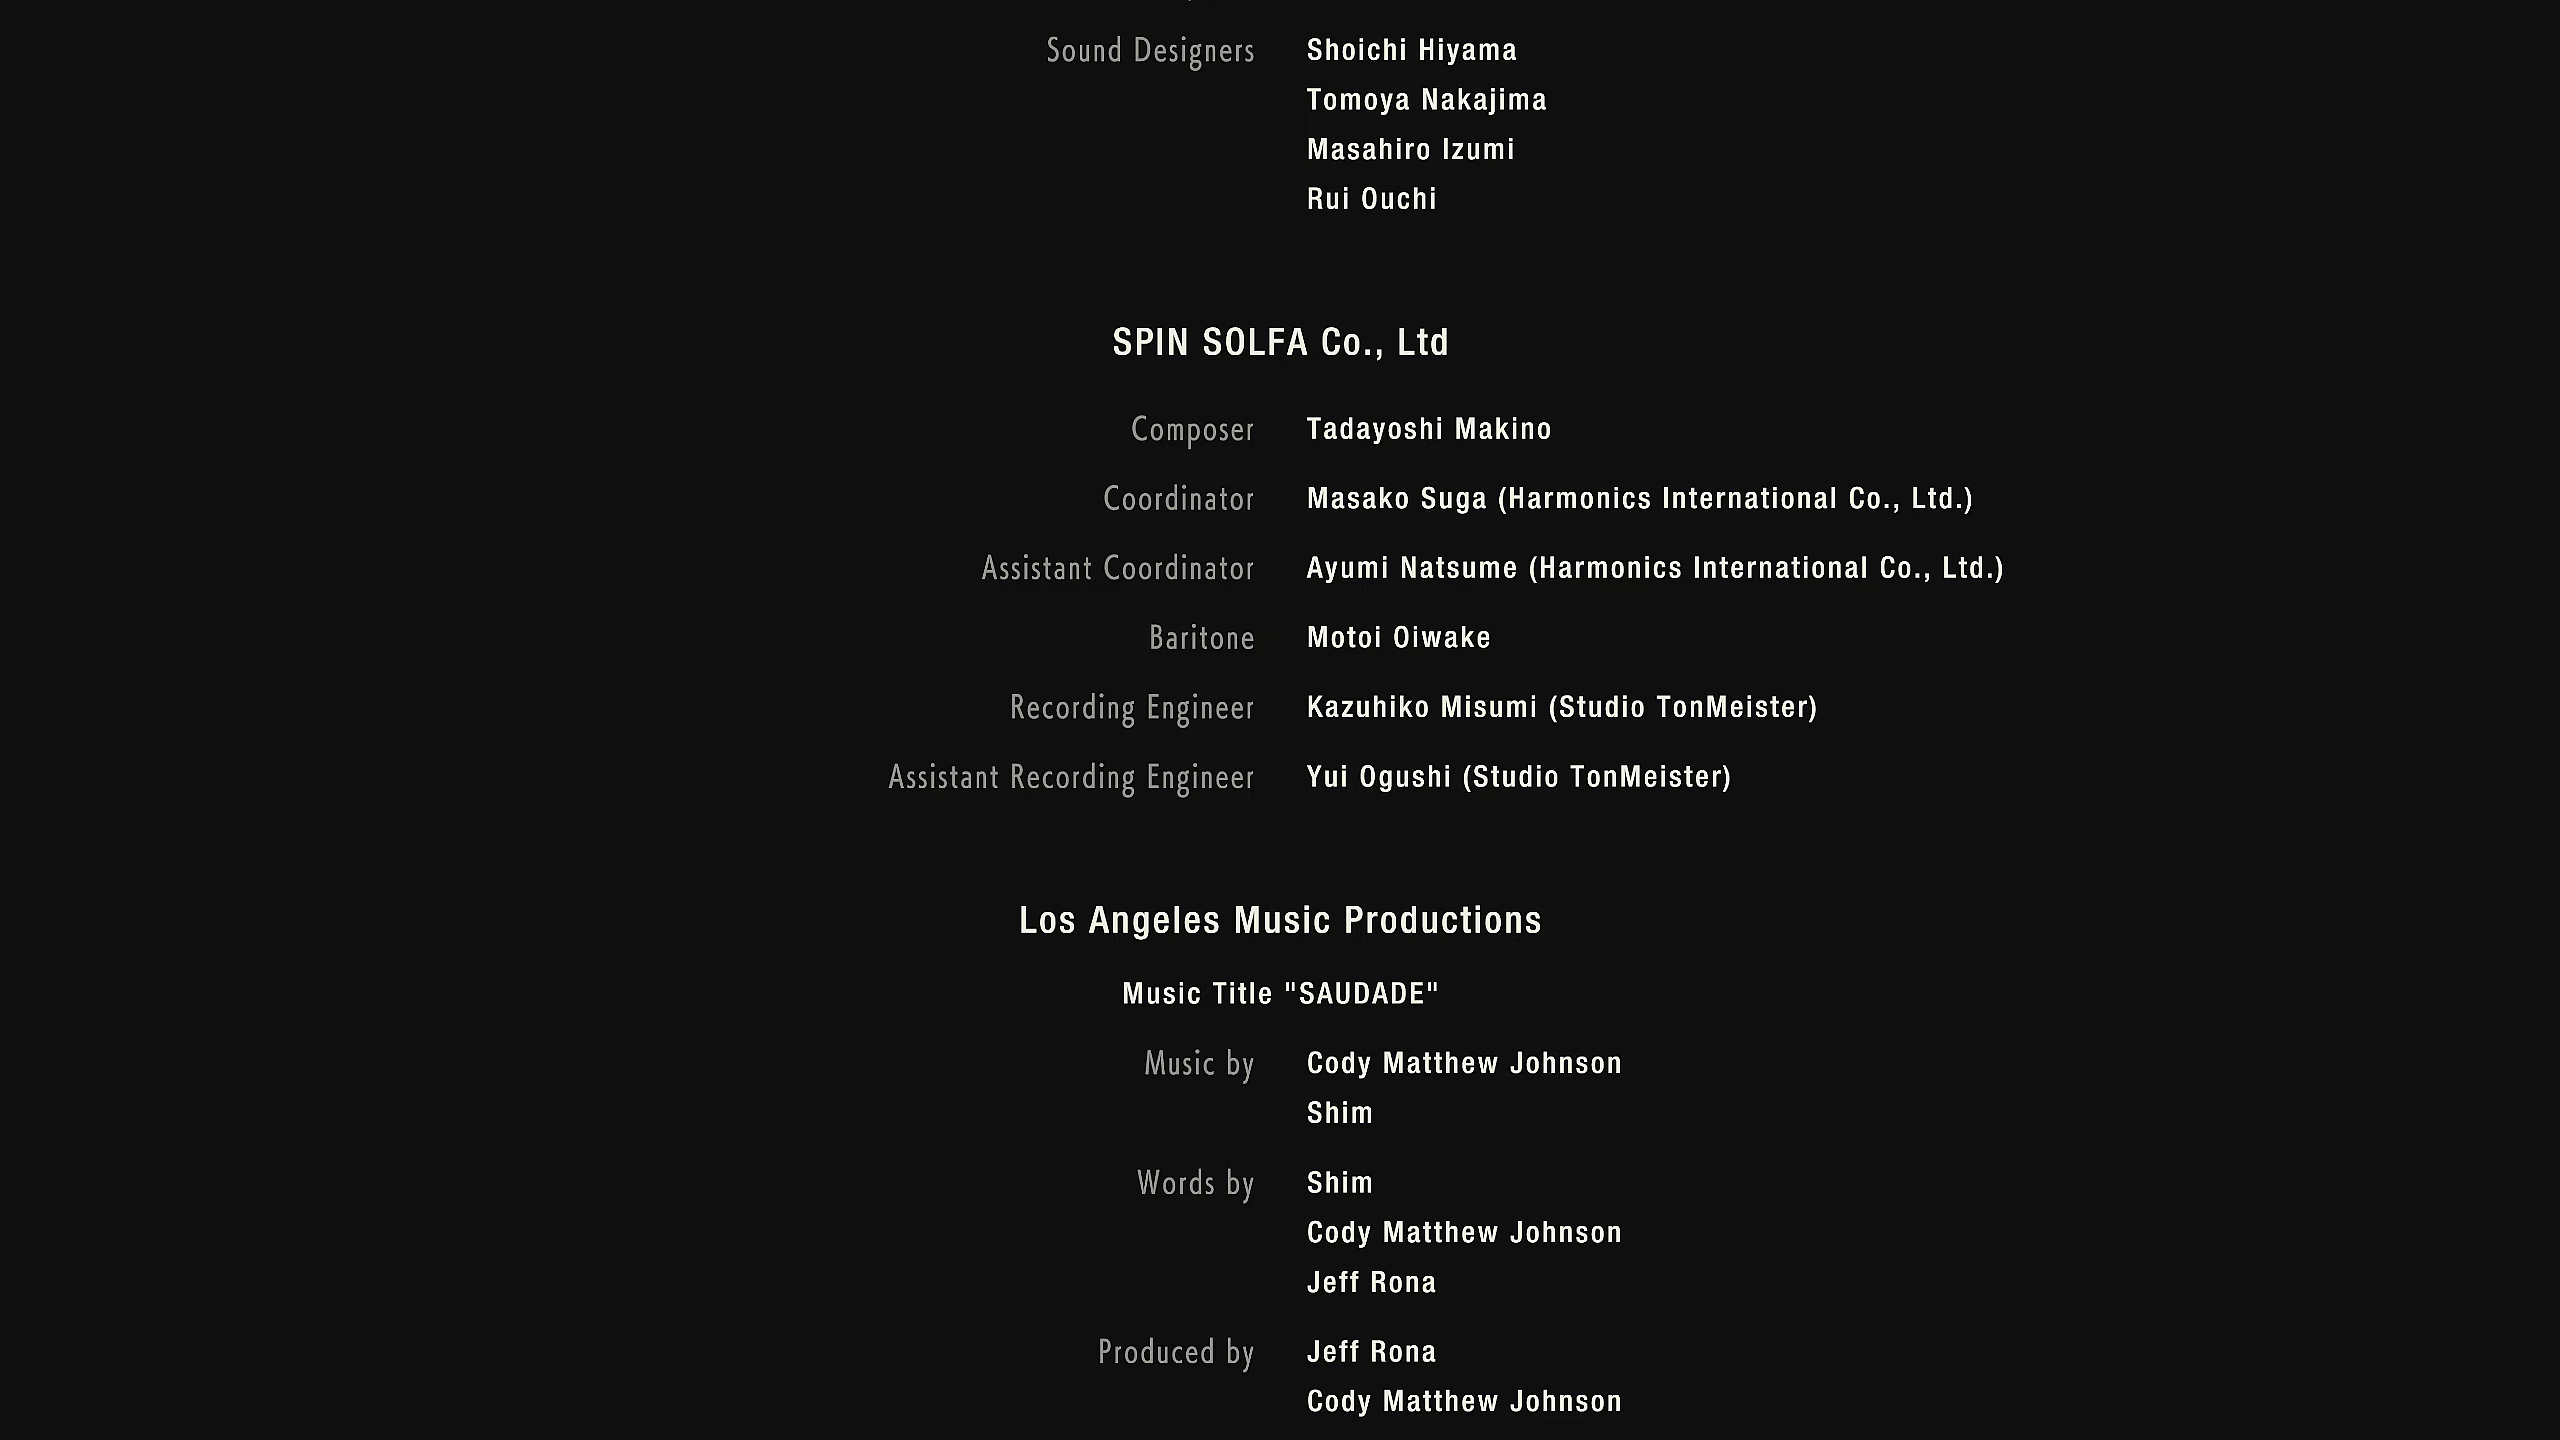 Sound Designers Shoichi Hiyama
Tomoya Nakajima
Masahiro Izumi
Rui Ouchi
SPIN SOLFA Co., Ltd
Composer Tadayoshi Makino
Coordinator Masako Suga (Harmonics International Co., Ltd.)
Assistant Coordinator Ayumi Natsume (Harmonics International Co., Ltd.)
Baritone Motoi Oiwake
Recording Engineer Kazuhiko Misumi (Studio TonMeister)
Assistant Recording Engineer Yui Ogushi (Studio TonMeister)
Los Angeles Music Productions
Music Title "SAUDADE"
Music by Cody Matthew Johnson
Shim
Words by Shim
Cody Matthew Johnson
Jeff Rona
Produced by Jeff Rona
Cody Matthew Johnson